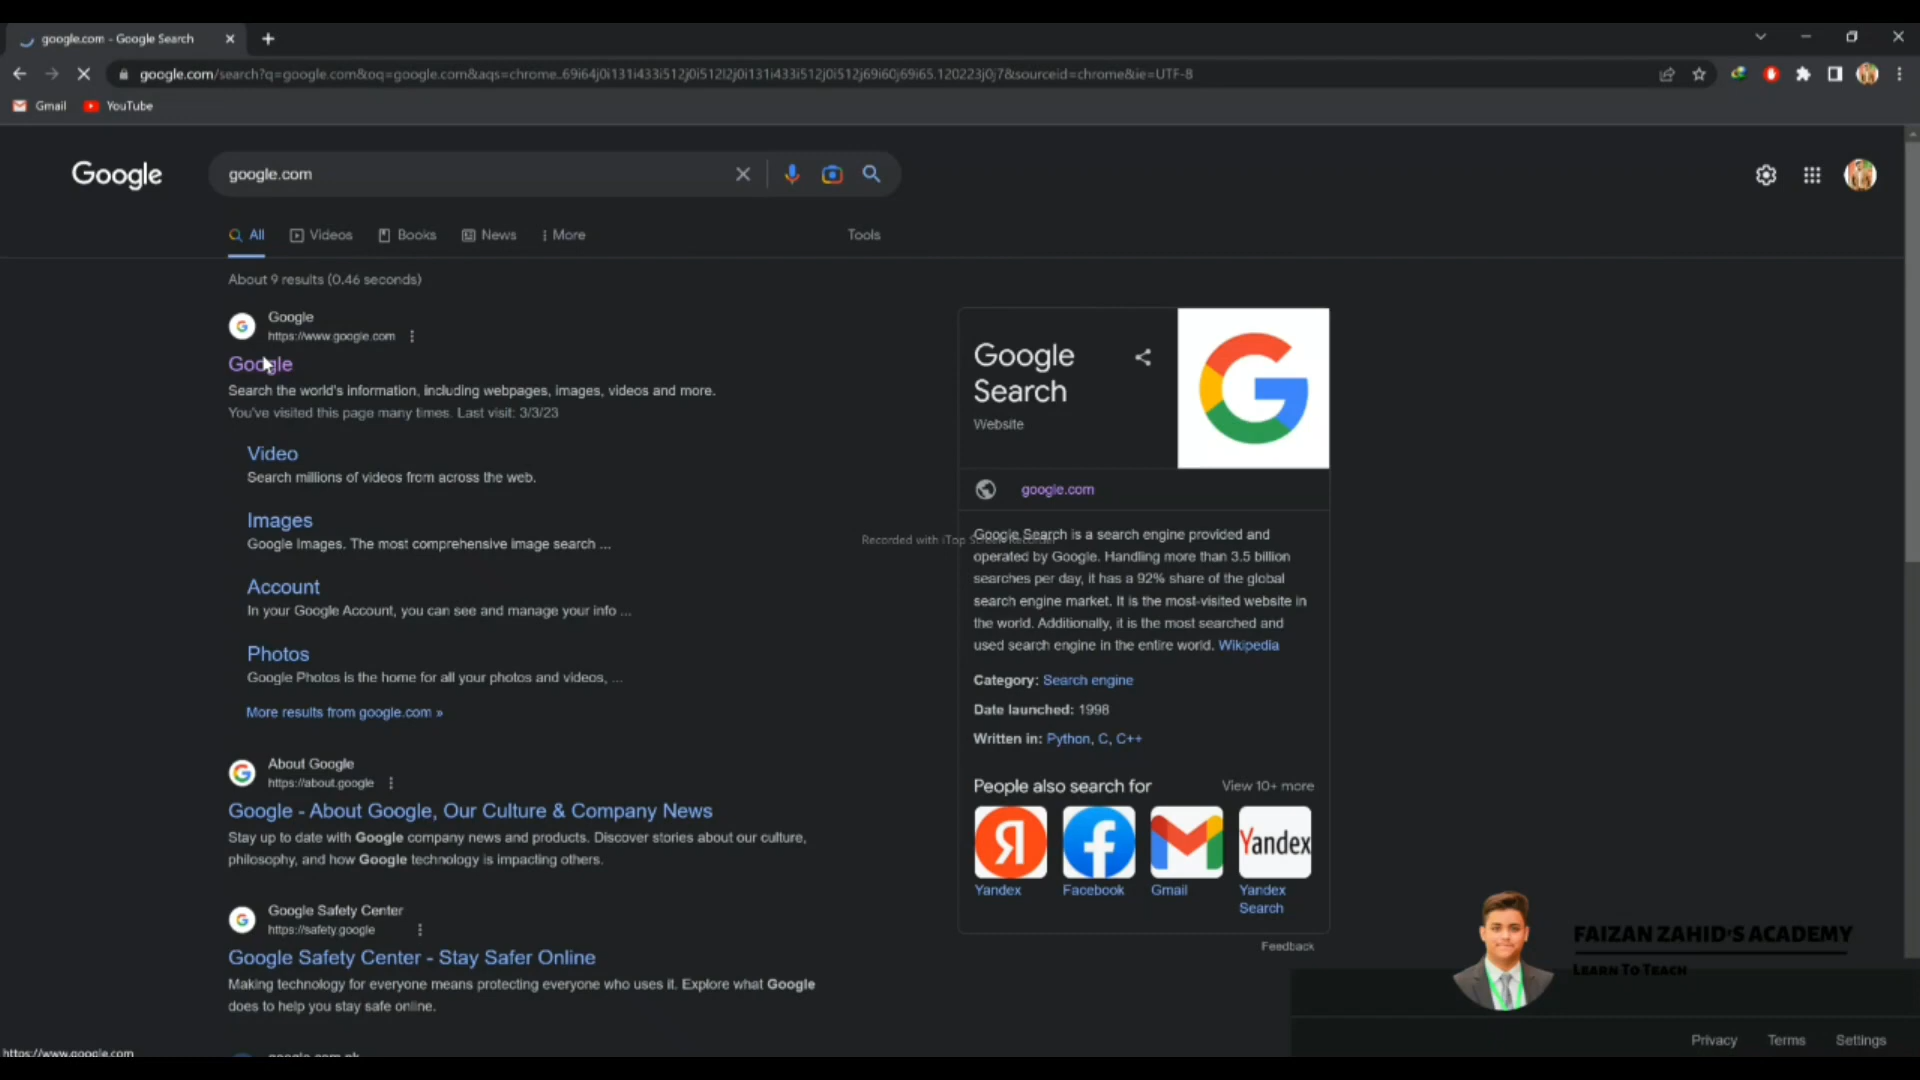 google.com - Google Search
google.com/search?q=google.com&oq=google.com&aqs=chrome..69i64j0i131i433i512j0i512l2j0i131i433i512j0i512j69i60j69i65.120223j0j7&sourceid=chrome&ie=UTF-8
Gmail YouTube
Google
google.com
All Videos Books News More Tools
About 9 results (0.46 seconds)
Google
https://www.google.com
Google
Search the world's information, including webpages, images, videos and more.
You've visited this page many times. Last visit: 3/3/23
Video
Search millions of videos from across the web.
Images
Google Images. The most comprehensive image search ...
Account
In your Google Account, you can see and manage your info ...
Photos
Google Photos is the home for all your photos and videos, ...
More results from google.com »
About Google
https://about.google
Google - About Google, Our Culture & Company News
Stay up to date with Google company news and products. Discover stories about our culture,
philosophy, and how Google technology is impacting others.
Google Safety Center
https://safety.google
Google Safety Center - Stay Safer Online
Making technology for everyone means protecting everyone who uses it. Explore what Google
does to help you stay safe online.
https://www.google.com
Google
Search
Website
google.com
Recorded with iTop Screen Recorder
Google Search is a search engine provided and
operated by Google. Handling more than 3.5 billion
searches per day, it has a 92% share of the global
search engine market. It is the most-visited website in
the world. Additionally, it is the most searched and
used search engine in the entire world. Wikipedia
Category: Search engine
Date launched: 1998
Written in: Python, C, C++
People also search for View 10+ more
Yandex
Yandex Facebook Gmail Yandex
Search
Feedback
FAIZAN ZAHID'S ACADEMY
LEARN TO TEACH
Privacy Terms Settings